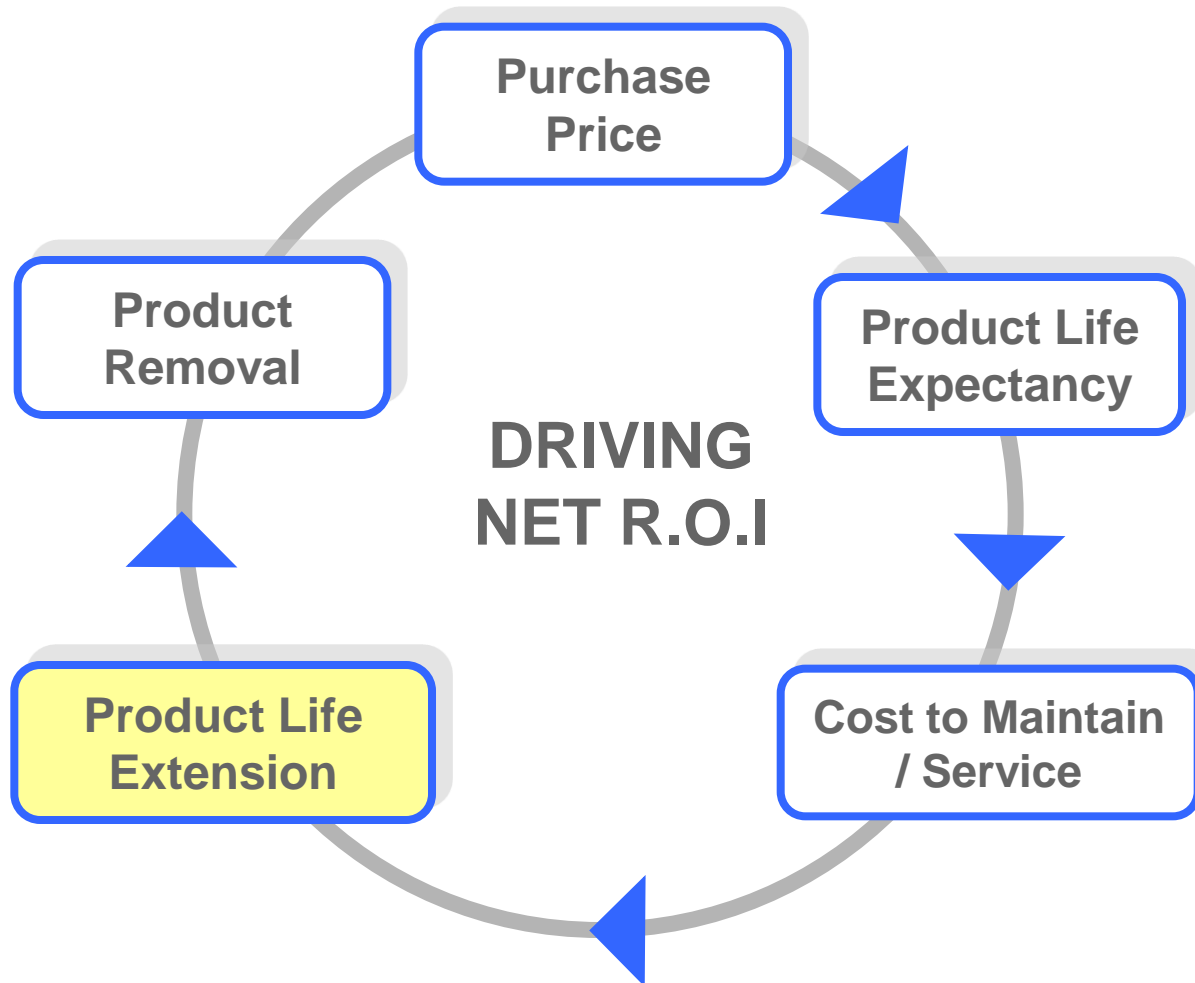 Purchase
Price
Product
Removal
Product Life
Expectancy
DRIVING
NET R.O.I
Product Life
Extension
Cost to Maintain
/ Service